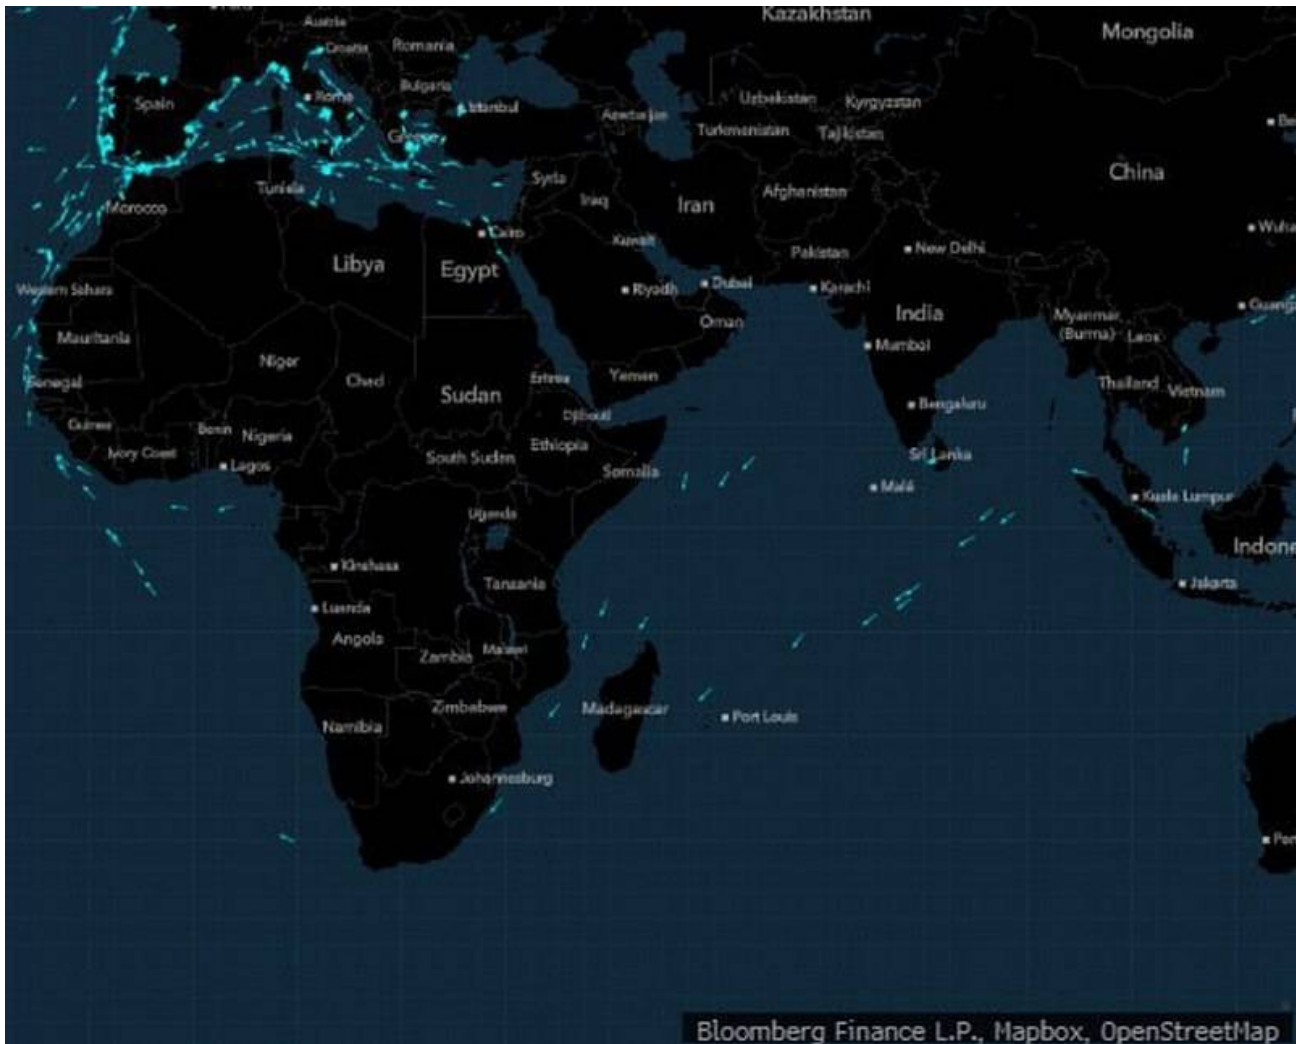 Kazakhstan
Austria
Mongolia
Croatia
Romania
Bulgaria
Spain
Rome
Istanbul
Uzbekistan
Kyrgyzstan
Azerbaijan
Turkmenistan
Tajikistan
China
Tunisia
Syria
Afghanistan
Morocco
Iraq
Iran
Cairo
Kuwait
Pakistan
New Delhi
Libya
Egypt
Western Sahara
Riyadh
Dubai
Karachi
India
Oman
Myanmar
(Burma)
Laos
Mauritania
Mumbai
Niger
Chad
Senegal
Eritrea
Yemen
Thailand
Vietnam
Sudan
Bengaluru
Djibouti
Guinea
Benin
Nigeria
Ivory Coast
Ethiopia
Sri Lanka
South Sudan
Lagos
Somalia
Malé
Kuala Lumpur
Uganda
Indone
Kinshasa
Tanzania
Jakarta
Luanda
Angola
Malawi
Zambia
Zimbabwe
Madagascar
Port Louis
Namibia
Johannesburg
Bloomberg Finance L.P., Mapbox, OpenStreetMap